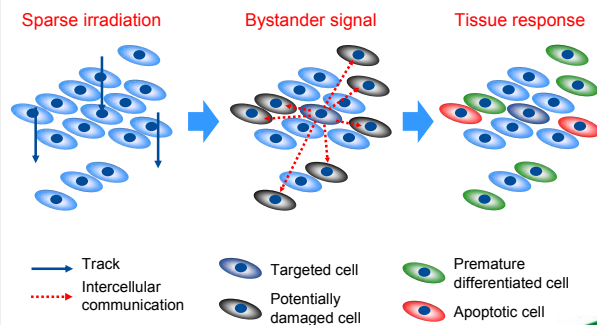 Sparse irradiation
Bystander signal
Tissue response
Track
Intercellular
communication
Targeted cell
Potentially
damaged cell
Premature
differentiated cell
Apoptotic cell